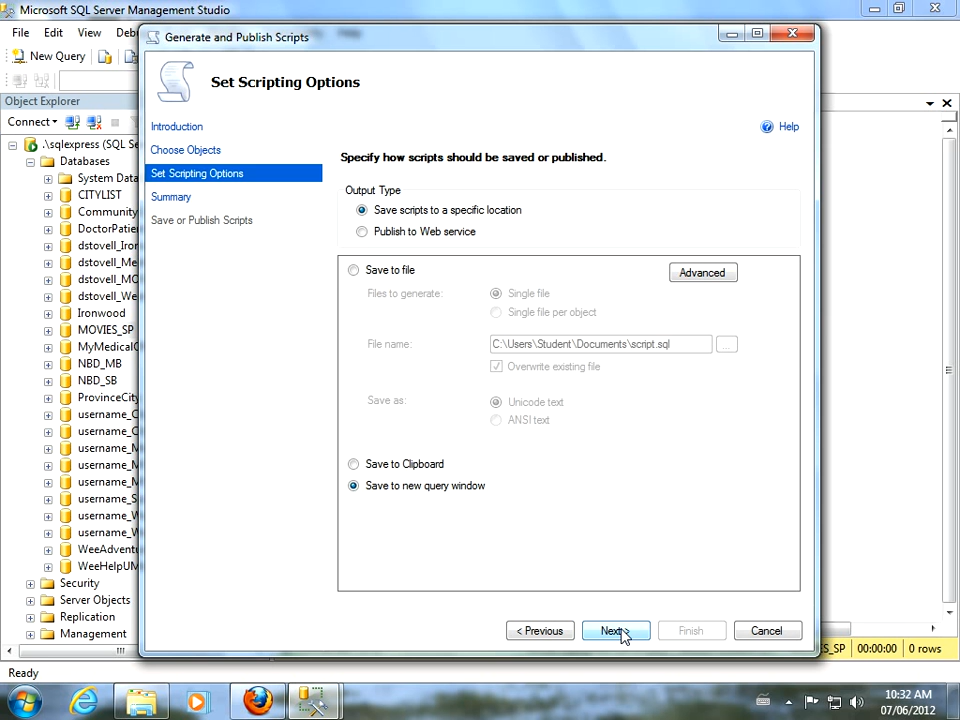 Microsoft SQL Server Management Studio
File Edit View
New Query
Object Explorer
Connect
.\sqlexpress (SQL Se
Databases
System Data
CITYLIST
Community
DoctorPatie
dstovell_Iron
dstovell_Me
dstovell_MO
dstovell_We
Ironwood
MOVIES_SP
MyMedical
NBD_MB
NBD_SB
ProvinceCity
username_C
username_C
username_M
username_M
username_M
username_S
username_W
username_W
WeeAdventu
WeeHelpUM
Security
Server Objects
Replication
Management
Generate and Publish Scripts
Set Scripting Options
Introduction
Choose Objects
Set Scripting Options
Summary
Save or Publish Scripts
Help
Specify how scripts should be saved or published.
Output Type
Save scripts to a specific location
Publish to Web service
Save to file
Advanced
Files to generate:
Single file
Single file per object
File name:
C:\Users\Student\Documents\script.sql
...
Overwrite existing file
Save as:
Unicode text
ANSI text
Save to Clipboard
Save to new query window
< Previous Next > Finish Cancel
ES_SP 00:00:00 0 rows
Ready
10:32 AM
07/06/2012